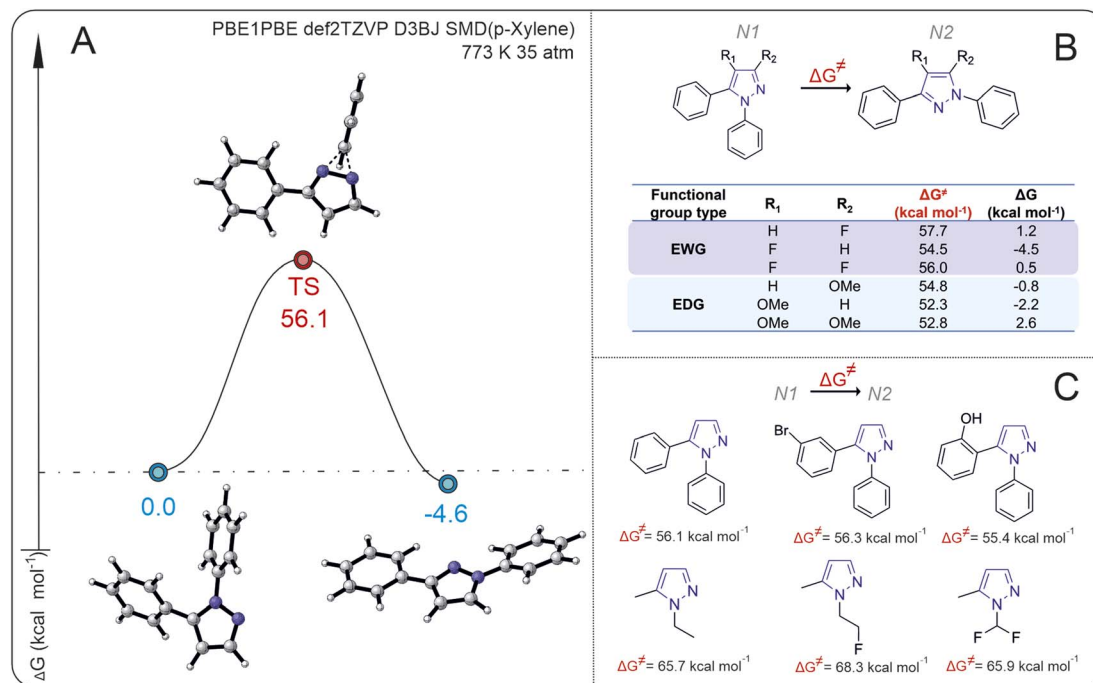 A
PBE1PBE def2TZVP D3BJ SMD(p-Xylene)
773 K 35 atm
TS
56.1
0.0
-4.6
ΔG (kcal mol⁻¹)
B
N1
N2
R₁
R₂
N
N
ΔG≠
R₁
R₂
N
N
Functional group type R₁ R₂ ΔG≠ (kcal mol⁻¹) ΔG (kcal mol⁻¹)
H F 57.7 1.2
EWG F H 54.5 -4.5
F F 56.0 0.5
H OMe 54.8 -0.8
EDG OMe H 52.3 -2.2
OMe OMe 52.8 2.6
C
N1 ΔG≠ N2
N
N
Br
N
N
OH
N
N
ΔG≠ = 56.1 kcal mol⁻¹
ΔG≠ = 56.3 kcal mol⁻¹
ΔG≠ = 55.4 kcal mol⁻¹
N
N
N
N
F
N
N
F F
ΔG≠ = 65.7 kcal mol⁻¹
ΔG≠ = 68.3 kcal mol⁻¹
ΔG≠ = 65.9 kcal mol⁻¹